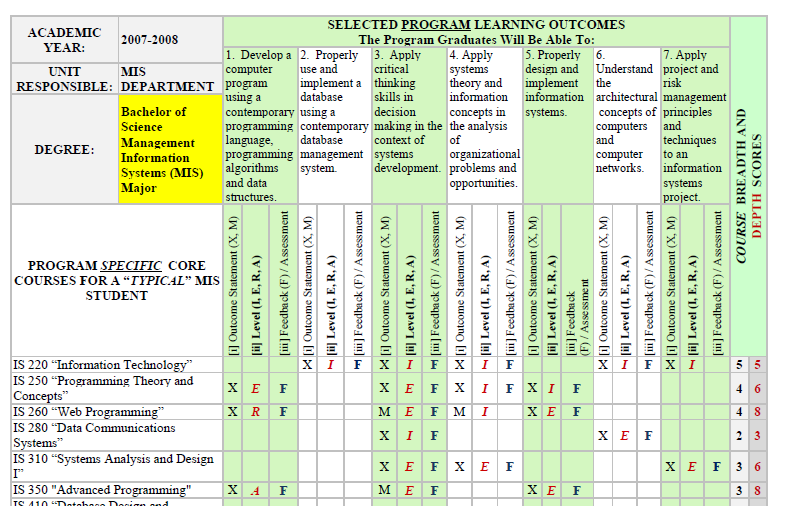 ACADEMIC YEAR:
2007-2008
SELECTED PROGRAM LEARNING OUTCOMES
The Program Graduates Will Be Able To:
UNIT RESPONSIBLE:
MIS DEPARTMENT
DEGREE:
Bachelor of
Science
Management
Information
Systems (MIS)
Major
1. Develop a
computer
program
using a
contemporary
programming
language,
programming
algorithms
and data
structures.
2. Properly
use and
implement a
database
using a
contemporary
database
management
system.
3. Apply
critical
thinking
skills in
decision
making in the
context of
systems
development.
4. Apply
systems
theory and
information
concepts in
the analysis
of
organizational
problems and
opportunities.
5. Properly
design and
implement
information
systems.
6.
Understand
the
architectural
concepts of
computers
and
computer
networks.
7. Apply
project and
risk
management
principles
and
techniques
to an
information
systems
project.
COURSE BREADTH AND
DEPTH SCORES
PROGRAM SPECIFIC CORE
COURSES FOR A “TYPICAL” MIS
STUDENT
[i] Outcome Statement (X, M)
[ii] Level (I, E, R, A)
[iii] Feedback (F) / Assessment
[i] Outcome Statement (X, M)
[ii] Level (I, E, R, A)
[iii] Feedback (F) / Assessment
[i] Outcome Statement (X, M)
[ii] Level (I, E, R, A)
[iii] Feedback (F) / Assessment
[i] Outcome Statement (X, M)
[ii] Level (I, E, R, A)
[iii] Feedback (F) / Assessment
[i] Outcome Statement (X, M)
[ii] Level (I, E, R, A)
[iii] Feedback
(F) / Assessment
[i] Outcome Statement (X, M)
[ii] Level (I, E, R, A)
[iii] Feedback (F) / Assessment
[i] Outcome Statement (X, M)
[ii] Level (I, E, R, A)
[iii] Feedback (F) / Assessment
IS 220 “Information Technology” X I F X I F X I F X I F X I 5 5
IS 250 “Programming Theory and
Concepts” X E F X E F X I F X I F 4 6
IS 260 “Web Programming” X R F M E F M I X E F 4 8
IS 280 “Data Communications
Systems” X I F X E F 2 3
IS 310 “Systems Analysis and Design
I” X E F X E F X E F 3 6
IS 350 "Advanced Programming" X A F M E F X E F 3 8
IS 410 “Database Design and